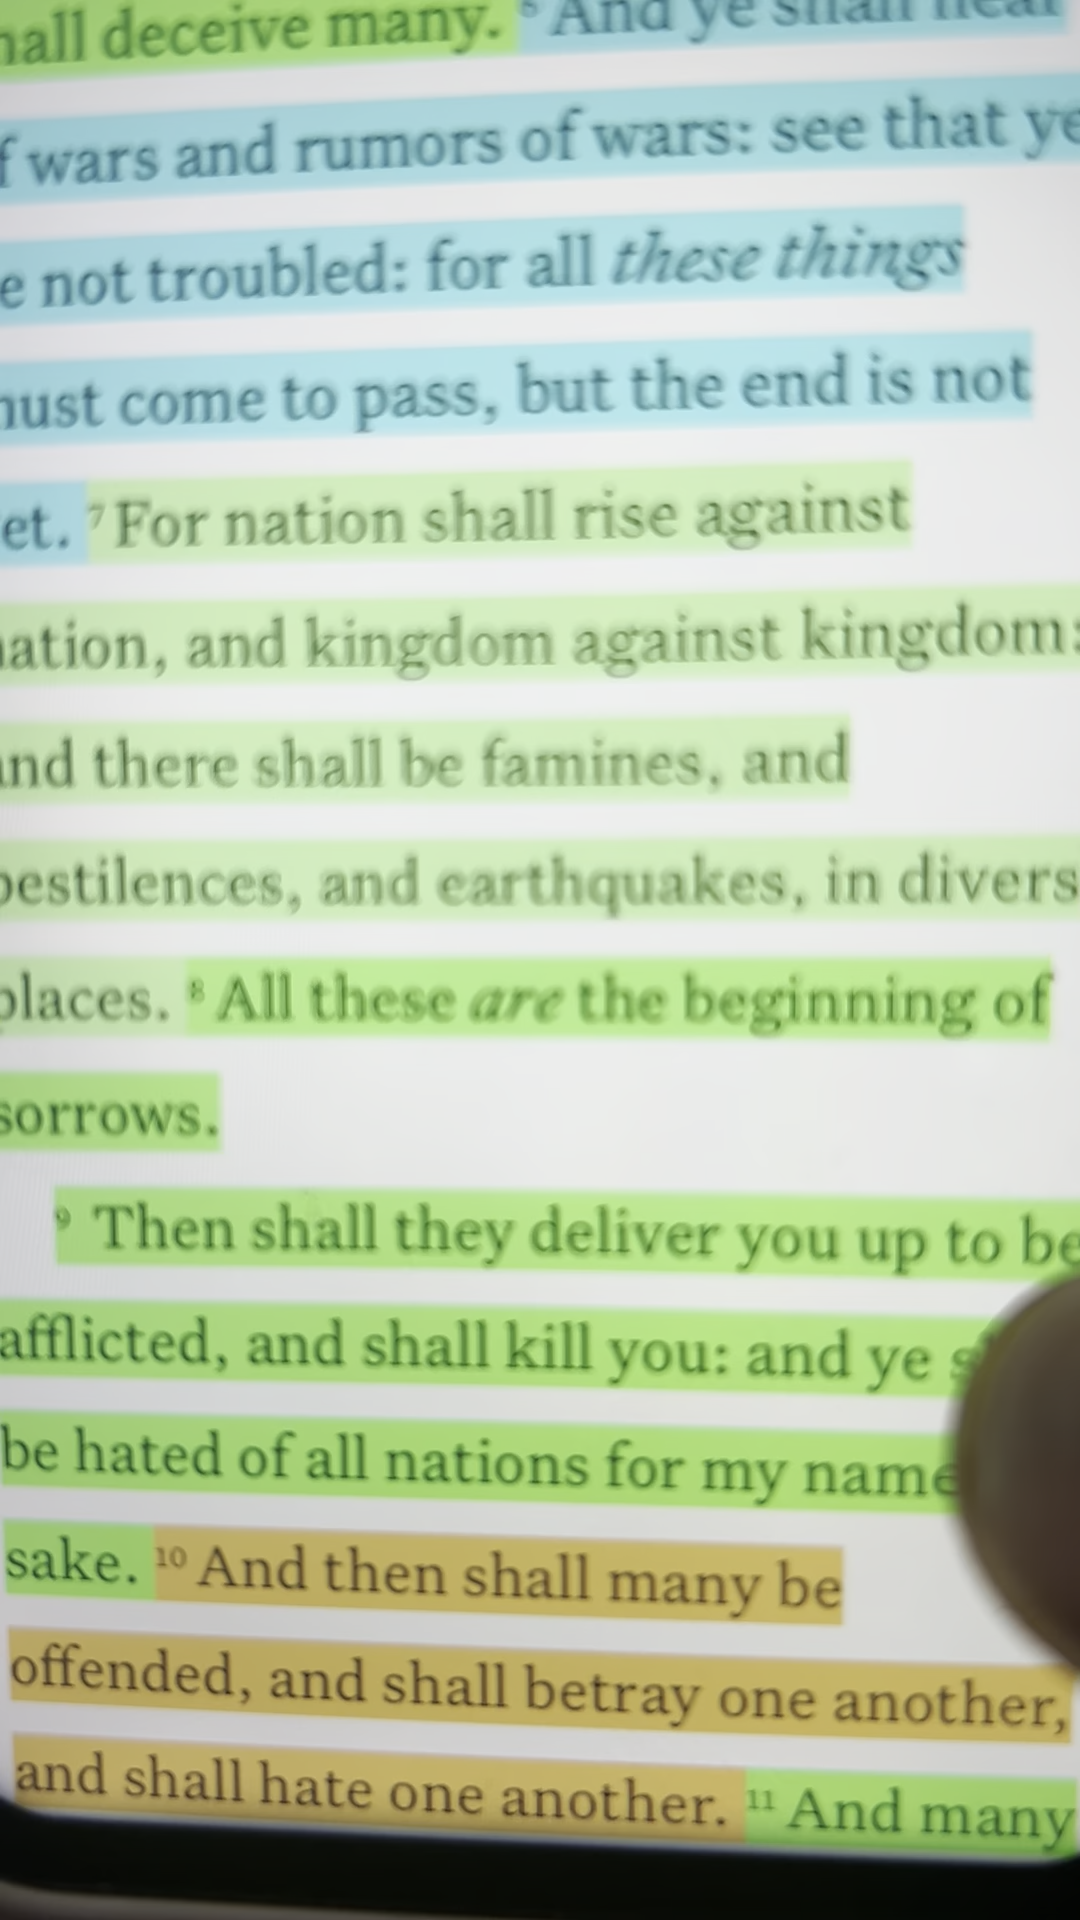 hall deceive many. 6 And ye shall hear
f wars and rumors of wars: see that ye
e not troubled: for all these things
must come to pass, but the end is not
et. 7 For nation shall rise against
nation, and kingdom against kingdom:
and there shall be famines, and
pestilences, and earthquakes, in divers
places. 8 All these are the beginning of
sorrows.
9 Then shall they deliver you up to be
afflicted, and shall kill you: and ye
be hated of all nations for my name
sake. 10 And then shall many be
offended, and shall betray one another,
and shall hate one another. 11 And many